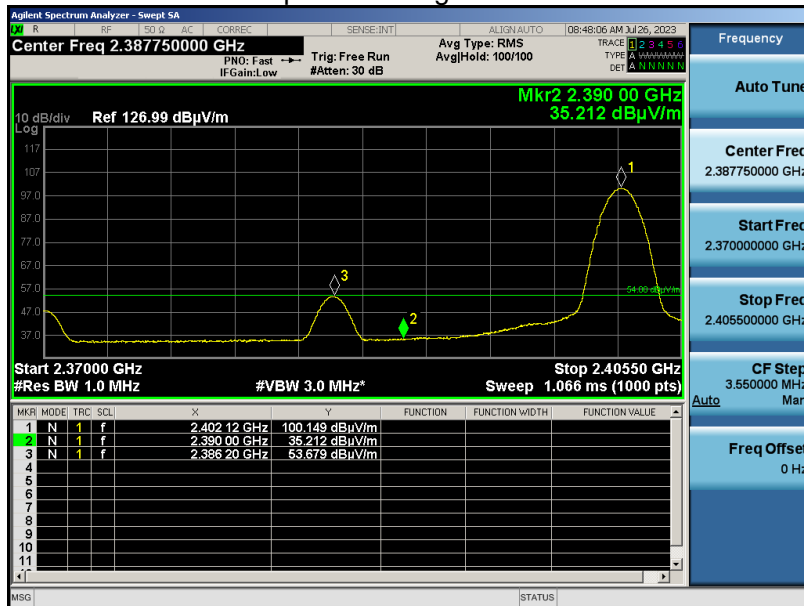 Agilent Spectrum Analyzer - Swept SA
LXI R RF 50 Ω AC CORREC SENSE:INT ALIGN AUTO 08:48:06 AM Jul 26, 2023
Center Freq 2.387750000 GHz
PNO: Fast
IFGain:Low
Trig: Free Run
#Atten: 30 dB
Avg Type: RMS
Avg|Hold: 100/100
TRACE 1 2 3 4 5 6
TYPE A
DET A N N N N N
Mkr2 2.390 00 GHz
35.212 dBµV/m
10 dB/div Ref 126.99 dBµV/m
Log
117
107
97.0
87.0
77.0
67.0
57.0
47.0
37.0
1
3
2
54.00 dBµV/m
Start 2.37000 GHz Stop 2.40550 GHz
#Res BW 1.0 MHz #VBW 3.0 MHz* Sweep 1.066 ms (1000 pts)
MKR MODE TRC SCL X Y FUNCTION FUNCTION WIDTH FUNCTION VALUE
1 N 1 f 2.402 12 GHz 100.149 dBµV/m
2 N 1 f 2.390 00 GHz 35.212 dBµV/m
3 N 1 f 2.386 20 GHz 53.679 dBµV/m
4
5
6
7
8
9
10
11
MSG STATUS
Frequency
Auto Tune
Center Freq
2.387750000 GHz
Start Freq
2.370000000 GHz
Stop Freq
2.405500000 GHz
CF Step
3.550000 MHz
Auto Man
Freq Offset
0 Hz